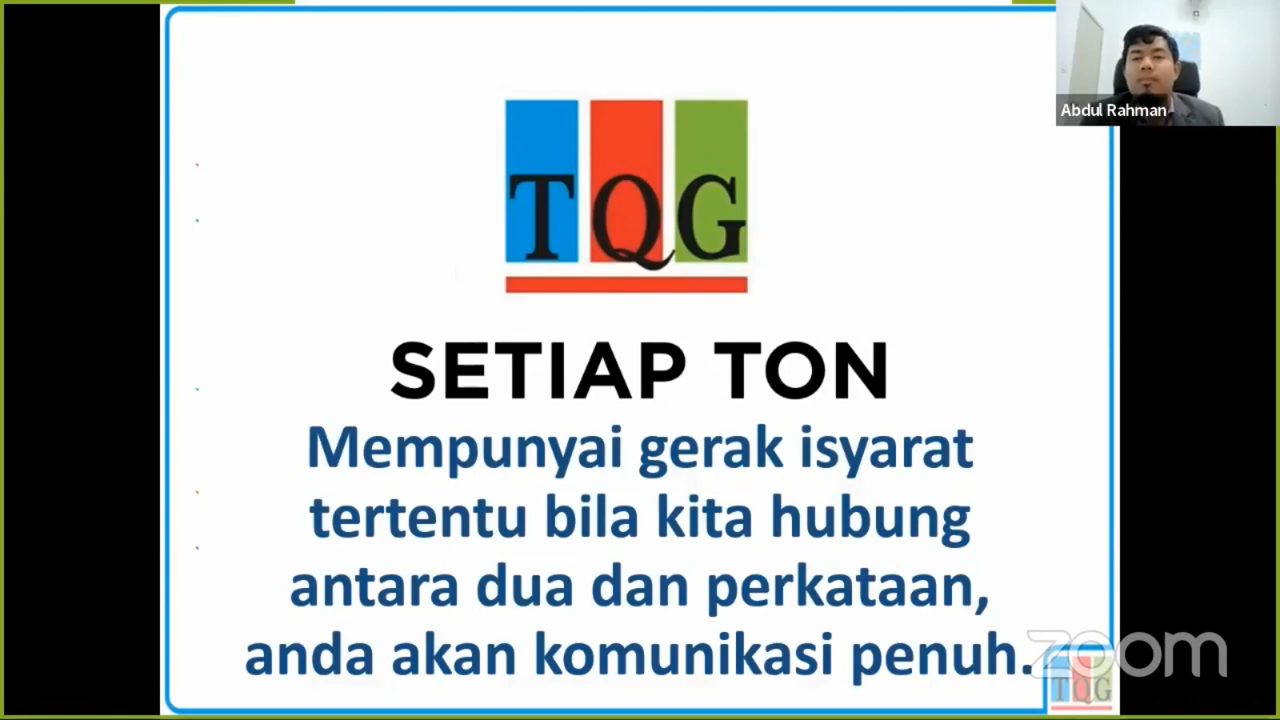 Abdul Rahman
TQG
SETIAP TON
Mempunyai gerak isyarat
tertentu bila kita hubung
antara dua dan perkataan,
anda akan komunikasi penuh.
zoom
TQG